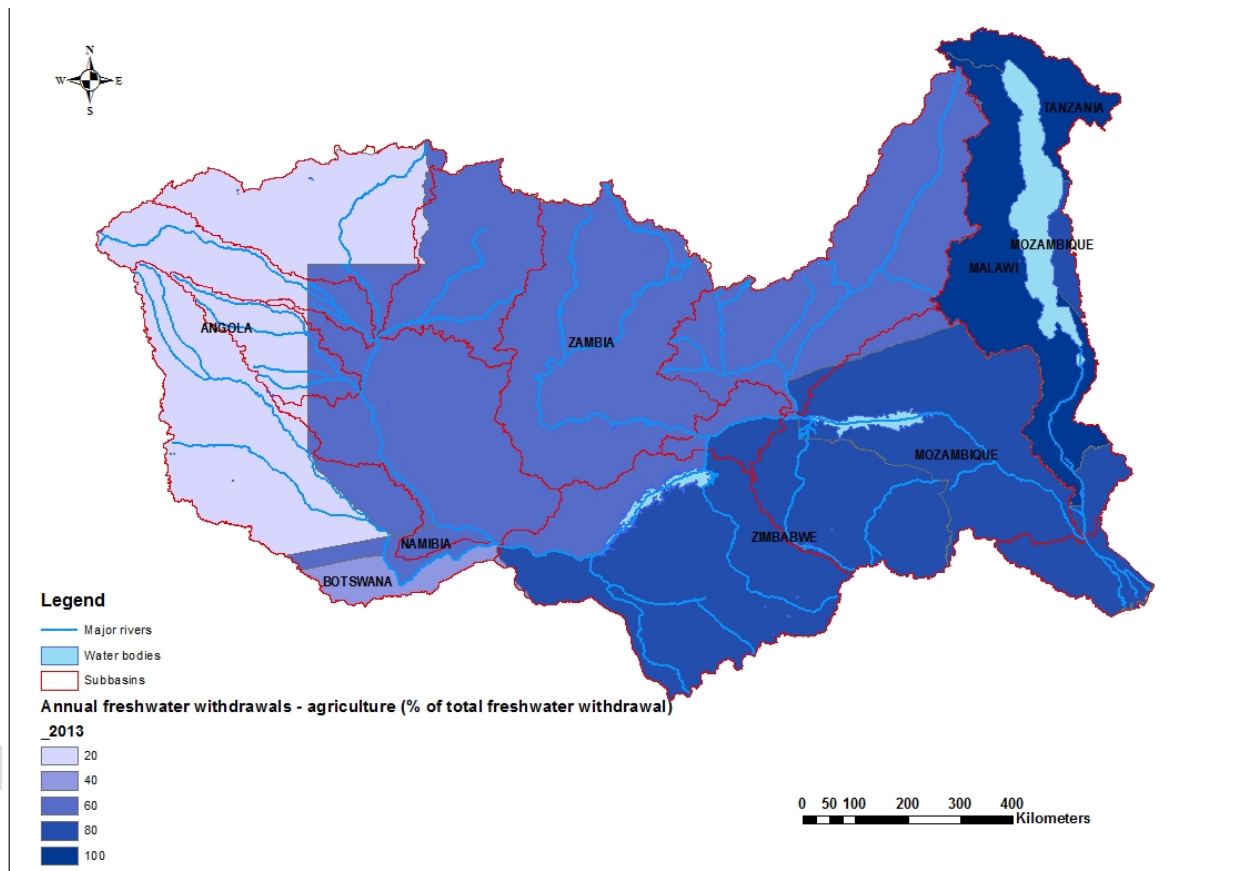 N
W E
S
TANZANIA
MOZAMBIQUE
MALAWI
ANGOLA
ZAMBIA
MOZAMBIQUE
ZIMBABWE
NAMIBIA
BOTSWANA
Legend
Major rivers
Water bodies
Subbasins
Annual freshwater withdrawals - agriculture (% of total freshwater withdrawal)
_2013
20
40
60
80
100
0 50 100 200 300 400
Kilometers